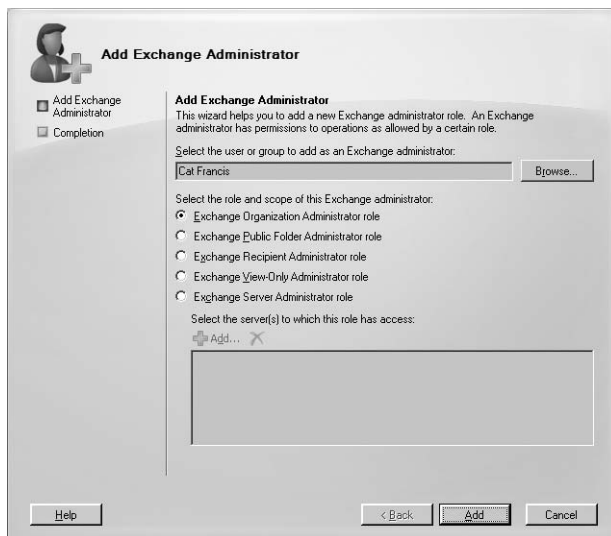 Add Exchange Administrator
Add Exchange
Administrator
Completion
Add Exchange Administrator
This wizard helps you to add a new Exchange administrator role. An Exchange
administrator has permissions to operations as allowed by a certain role.
Select the user or group to add as an Exchange administrator:
Cat Francis
Browse...
Select the role and scope of this Exchange administrator:
Exchange Organization Administrator role
Exchange Public Folder Administrator role
Exchange Recipient Administrator role
Exchange View-Only Administrator role
Exchange Server Administrator role
Select the server(s) to which this role has access:
Add...
Help
< Back
Add
Cancel